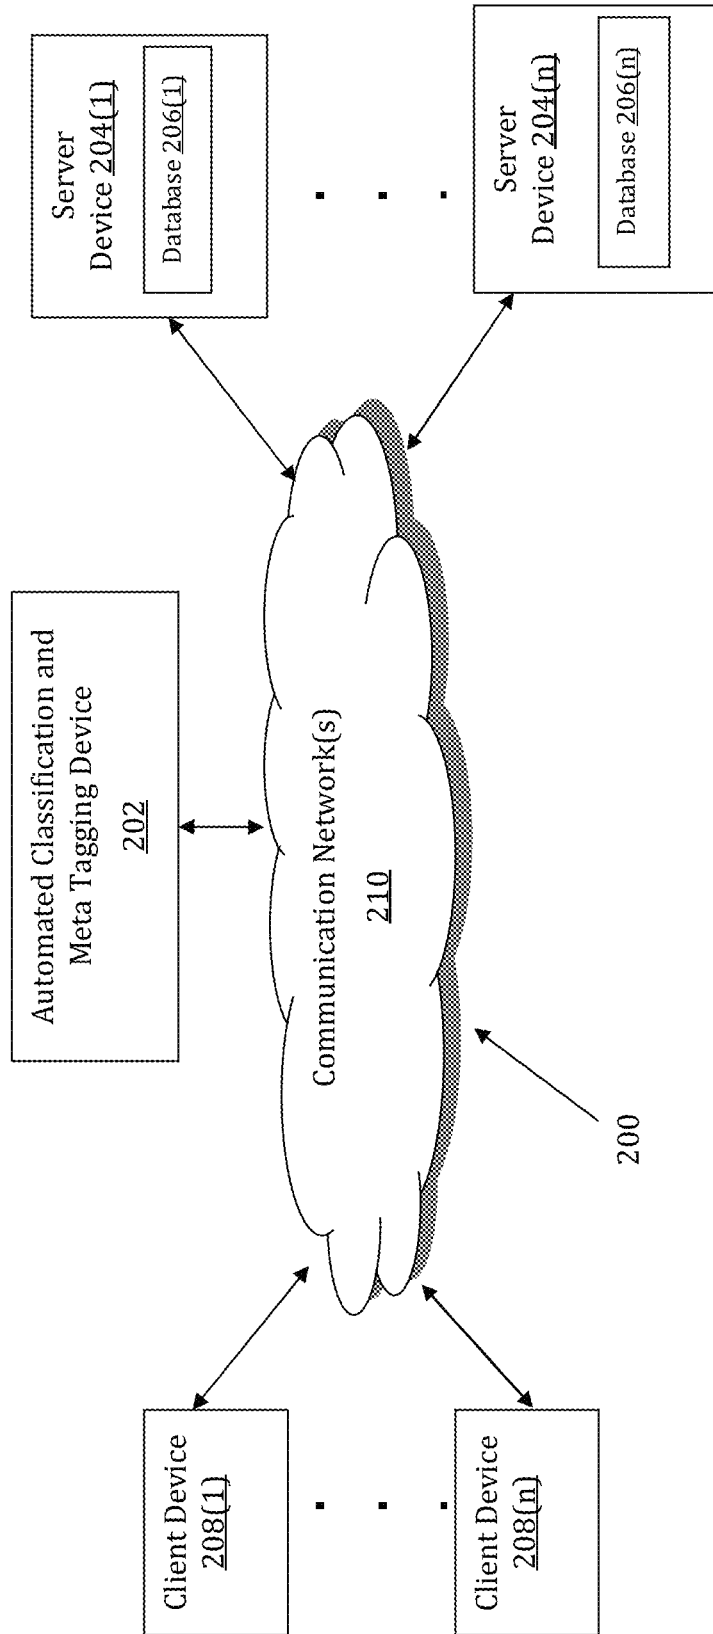 Automated Classification and
Meta Tagging Device
202
Client Device
208(1)
Client Device
208(n)
Communication Network(s)
210
200
Server
Device 204(1)
Database 206(1)
Server
Device 204(n)
Database 206(n)